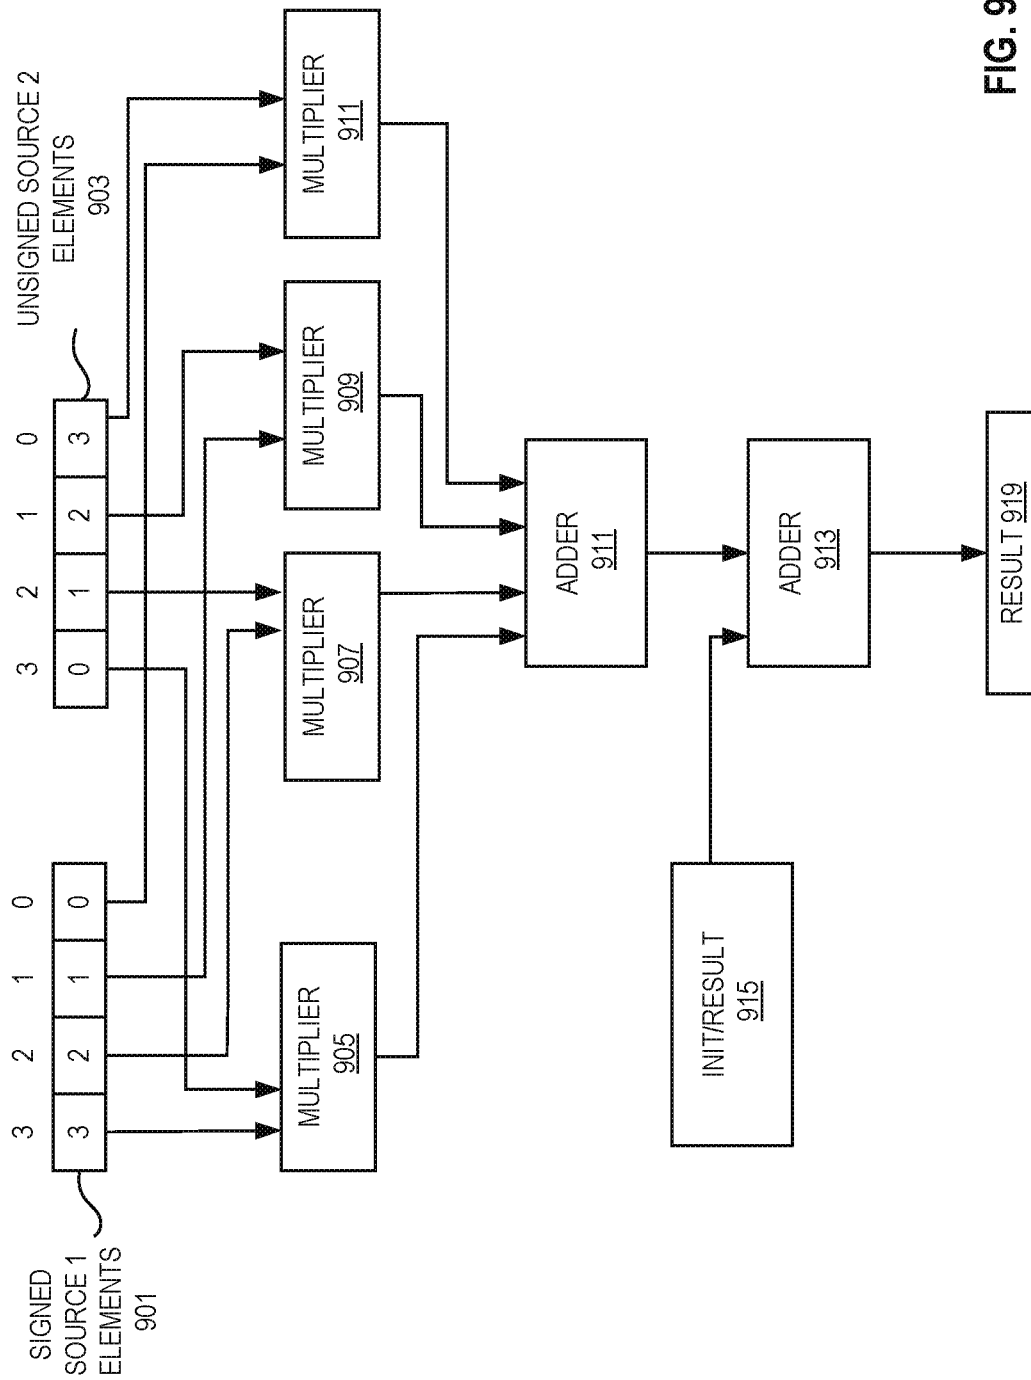 3 2 1 0
3 2 1 0
SIGNED
SOURCE 1
ELEMENTS
901
3 2 1 0
0 1 2 3
UNSIGNED SOURCE 2
ELEMENTS
903
MULTIPLIER
905
MULTIPLIER
907
MULTIPLIER
909
MULTIPLIER
911
ADDER
911
INIT/RESULT
915
ADDER
913
RESULT 919
FIG. 9